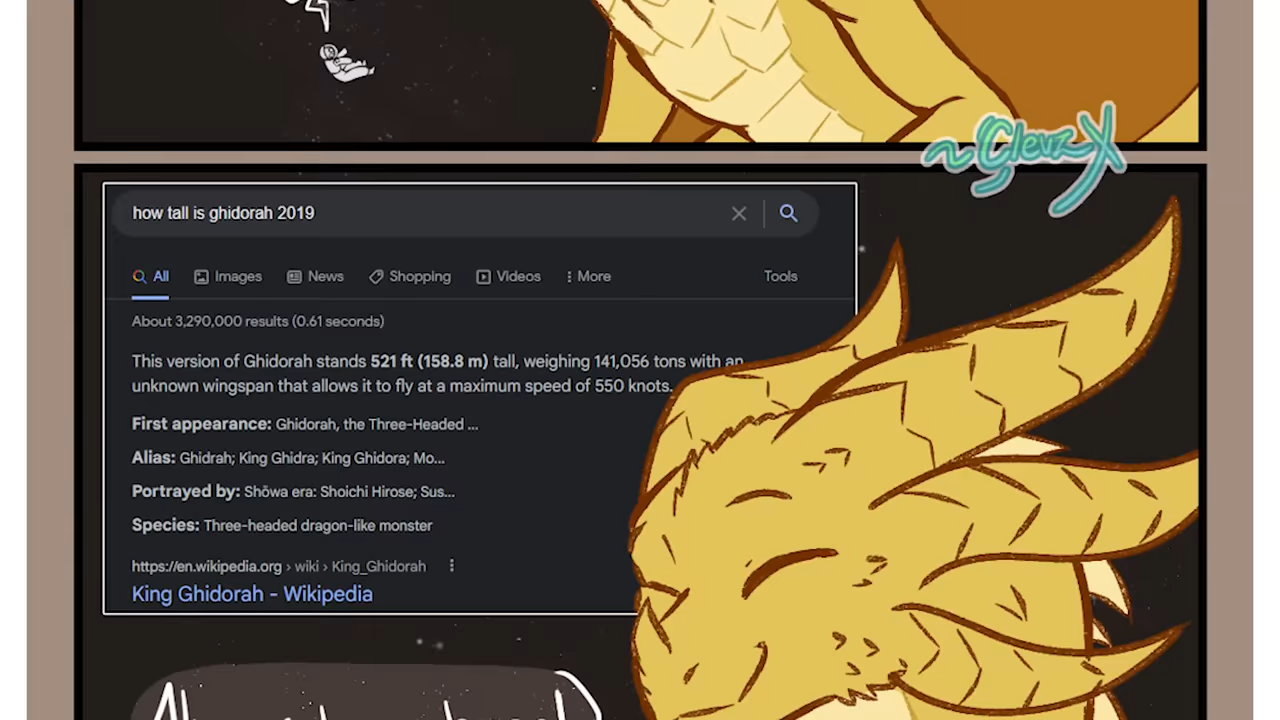 ~ClevzX
how tall is ghidorah 2019
All Images News Shopping Videos More Tools
About 3,290,000 results (0.61 seconds)
This version of Ghidorah stands 521 ft (158.8 m) tall, weighing 141,056 tons with an
unknown wingspan that allows it to fly at a maximum speed of 550 knots.
First appearance: Ghidorah, the Three-Headed ...
Alias: Ghidrah; King Ghidra; King Ghidora; Mo...
Portrayed by: Shōwa era: Shoichi Hirose; Sus...
Species: Three-headed dragon-like monster
https://en.wikipedia.org › wiki › King_Ghidorah
King Ghidorah - Wikipedia